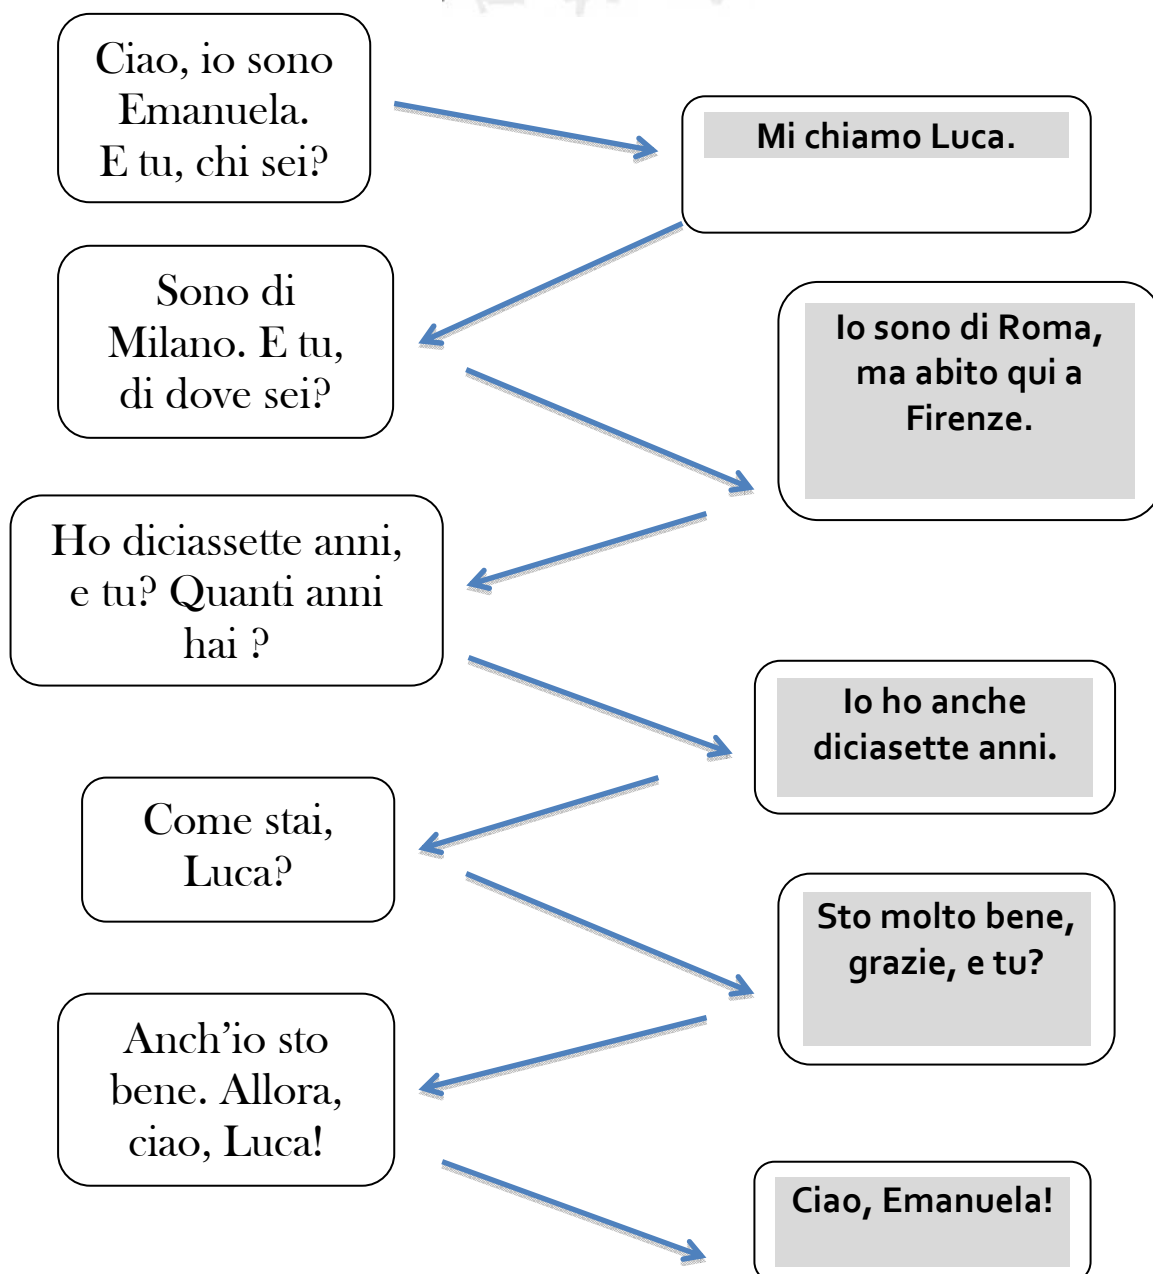 Ciao, io sono
Emanuela.
E tu, chi sei?
Mi chiamo Luca.
Sono di
Milano. E tu,
di dove sei?
Io sono di Roma,
ma abito qui a
Firenze.
Ho diciassette anni,
e tu? Quanti anni
hai ?
Io ho anche
diciasette anni.
Come stai,
Luca?
Sto molto bene,
grazie, e tu?
Anch’io sto
bene. Allora,
ciao, Luca!
Ciao, Emanuela!